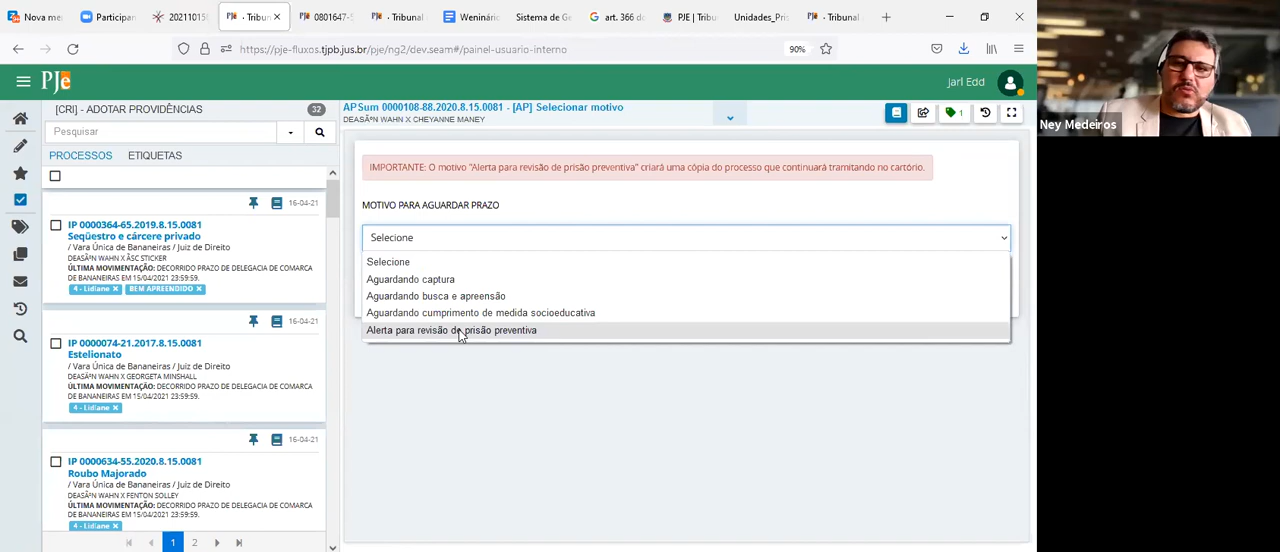 Nova me
Participan
20211015
Tribun
0801647-5
Tribunal
Weninário
Sistema de Ge
art. 366 d
PJE | Tribu
Unidades_Pris
Tribunal
https://pje-fluxos.tjpb.jus.br/pje/ng2/dev.seam#/painel-usuario-interno
90%
PJe
Jarl Edd
[CRI] - ADOTAR PROVIDÊNCIAS
32
Pesquisar
PROCESSOS
ETIQUETAS
16-04-21
IP 0000364-65.2019.8.15.0081
Seqüestro e cárcere privado
/ Vara Única de Bananeiras / Juiz de Direito
DEASÃªN WAHN X ÃSC STICKER
ÚLTIMA MOVIMENTAÇÃO: DECORRIDO PRAZO DE DELEGACIA DE COMARCA
DE BANANEIRAS EM 15/04/2021 23:59:59.
4 - Lidiane
BEM APREENDIDO
16-04-21
IP 0000074-21.2017.8.15.0081
Estelionato
/ Vara Única de Bananeiras / Juiz de Direito
DEASÃªN WAHN X GEORGETA MINSHALL
ÚLTIMA MOVIMENTAÇÃO: DECORRIDO PRAZO DE DELEGACIA DE COMARCA
DE BANANEIRAS EM 15/04/2021 23:59:59.
4 - Lidiane
16-04-21
IP 0000634-55.2020.8.15.0081
Roubo Majorado
/ Vara Única de Bananeiras / Juiz de Direito
DEASÃªN WAHN X FENTON SOLLEY
ÚLTIMA MOVIMENTAÇÃO: DECORRIDO PRAZO DE DELEGACIA DE COMARCA
DE BANANEIRAS EM 15/04/2021 23:59:59.
4 - Lidiane
1
2
APSum 0000108-88.2020.8.15.0081 - [AP] Selecionar motivo
DEASÃªN WAHN X CHEYANNE MANEY
1
IMPORTANTE: O motivo "Alerta para revisão de prisão preventiva" criará uma cópia do processo que continuará tramitando no cartório.
MOTIVO PARA AGUARDAR PRAZO
Selecione
Selecione
Aguardando captura
Aguardando busca e apreensão
Aguardando cumprimento de medida socioeducativa
Alerta para revisão de prisão preventiva
Ney Medeiros